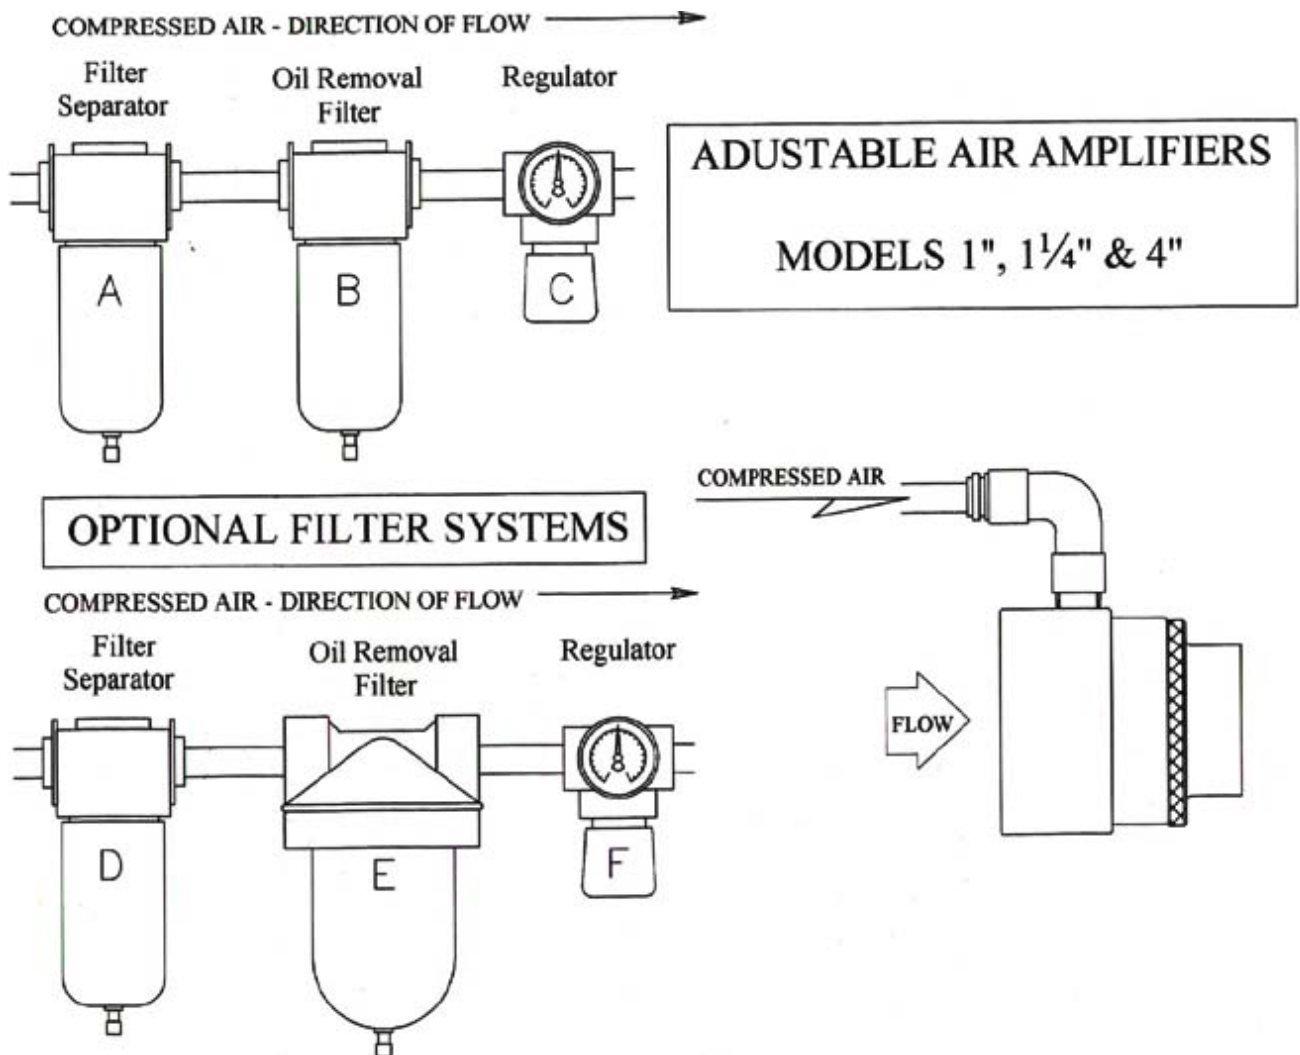 COMPRESSED AIR - DIRECTION OF FLOW
Filter
Separator
Oil Removal
Filter
Regulator
A
B
C
ADUSTABLE AIR AMPLIFIERS
MODELS 1", 1¼" & 4"
OPTIONAL FILTER SYSTEMS
COMPRESSED AIR
COMPRESSED AIR - DIRECTION OF FLOW
Filter
Separator
Oil Removal
Filter
Regulator
D
E
F
FLOW